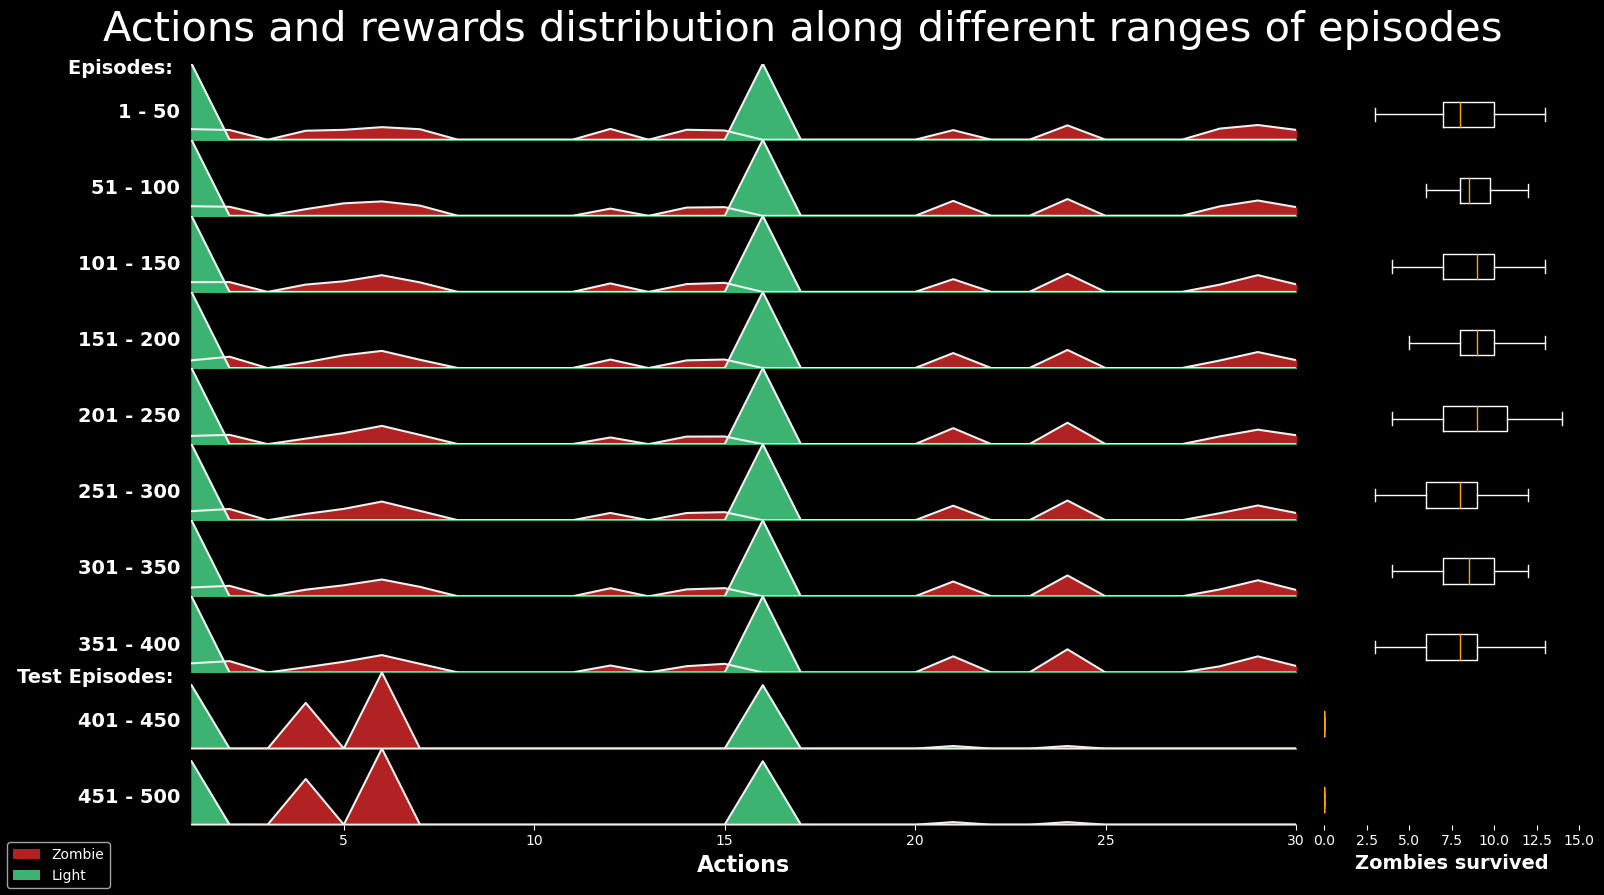 Actions and rewards distribution along different ranges of episodes
Episodes:
1 - 50
51 - 100
101 - 150
151 - 200
201 - 250
251 - 300
301 - 350
351 - 400
Test Episodes:
401 - 450
451 - 500
5 10 15 20 25 30 0.0 2.5 5.0 7.5 10.0 12.5 15.0
Actions
Zombies survived
Zombie
Light